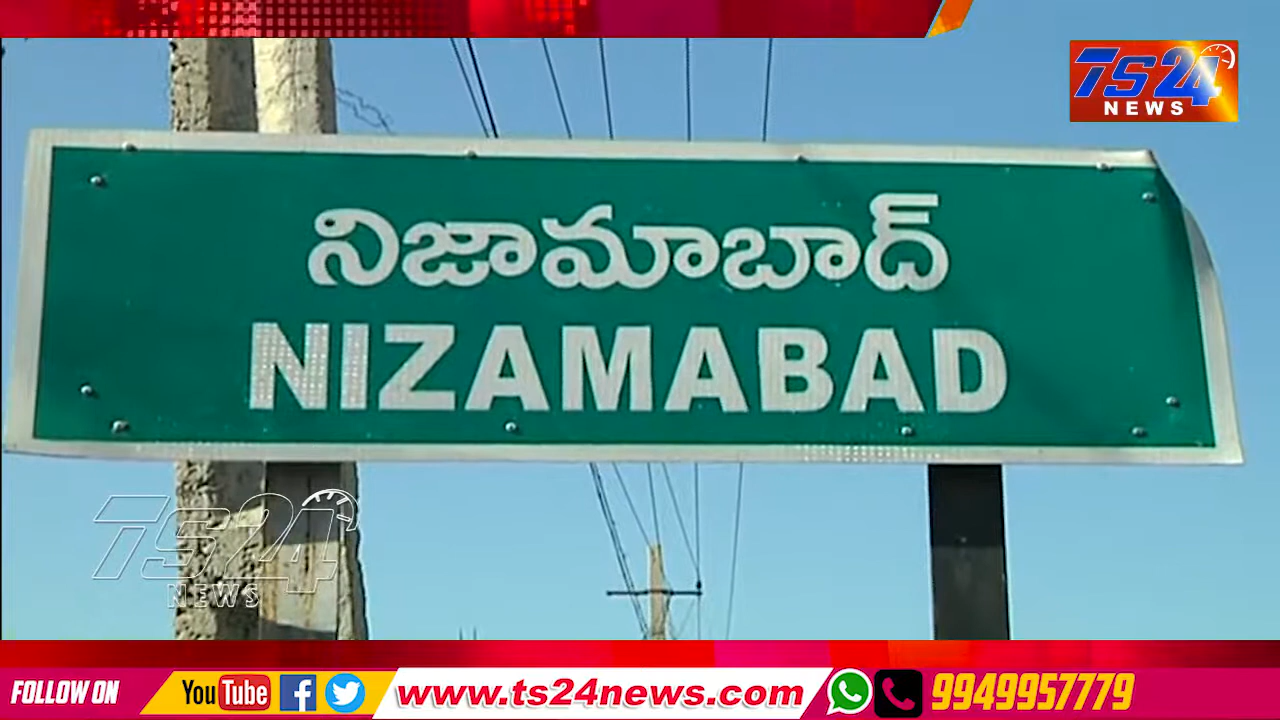 TS24
NEWS
నిజామాబాద్
NIZAMABAD
TS24
NEWS
FOLLOW ON YouTube www.ts24news.com 9949957779